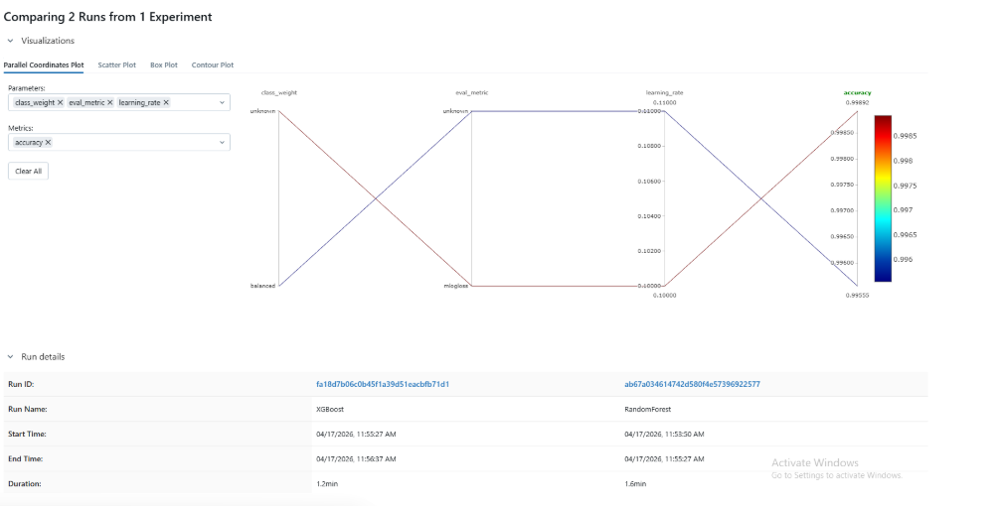 Comparing 2 Runs from 1 Experiment
Visualizations
Parallel Coordinates Plot Scatter Plot Box Plot Contour Plot
Parameters:
class_weight eval_metric learning_rate
Metrics:
accuracy
Clear All
class_weight eval_metric learning_rate accuracy
0.11000 0.99892
unknown unknown 0.11000
0.99850
0.10800
0.99800
0.10600 0.99750
0.99700
0.10400
0.99650
0.10200
0.99600
balanced mlogloss 0.10000
0.10000 0.99555
0.9985
0.998
0.9975
0.997
0.9965
0.996
Run details
Run ID: fa18d7b06c0b45f1a39d51eacbfb71d1 ab67a034614742d580f4e57396922577
Run Name: XGBoost RandomForest
Start Time: 04/17/2026, 11:55:27 AM 04/17/2026, 11:53:50 AM
End Time: 04/17/2026, 11:56:37 AM 04/17/2026, 11:55:27 AM
Duration: 1.2min 1.6min
Activate Windows
Go to Settings to activate Windows.